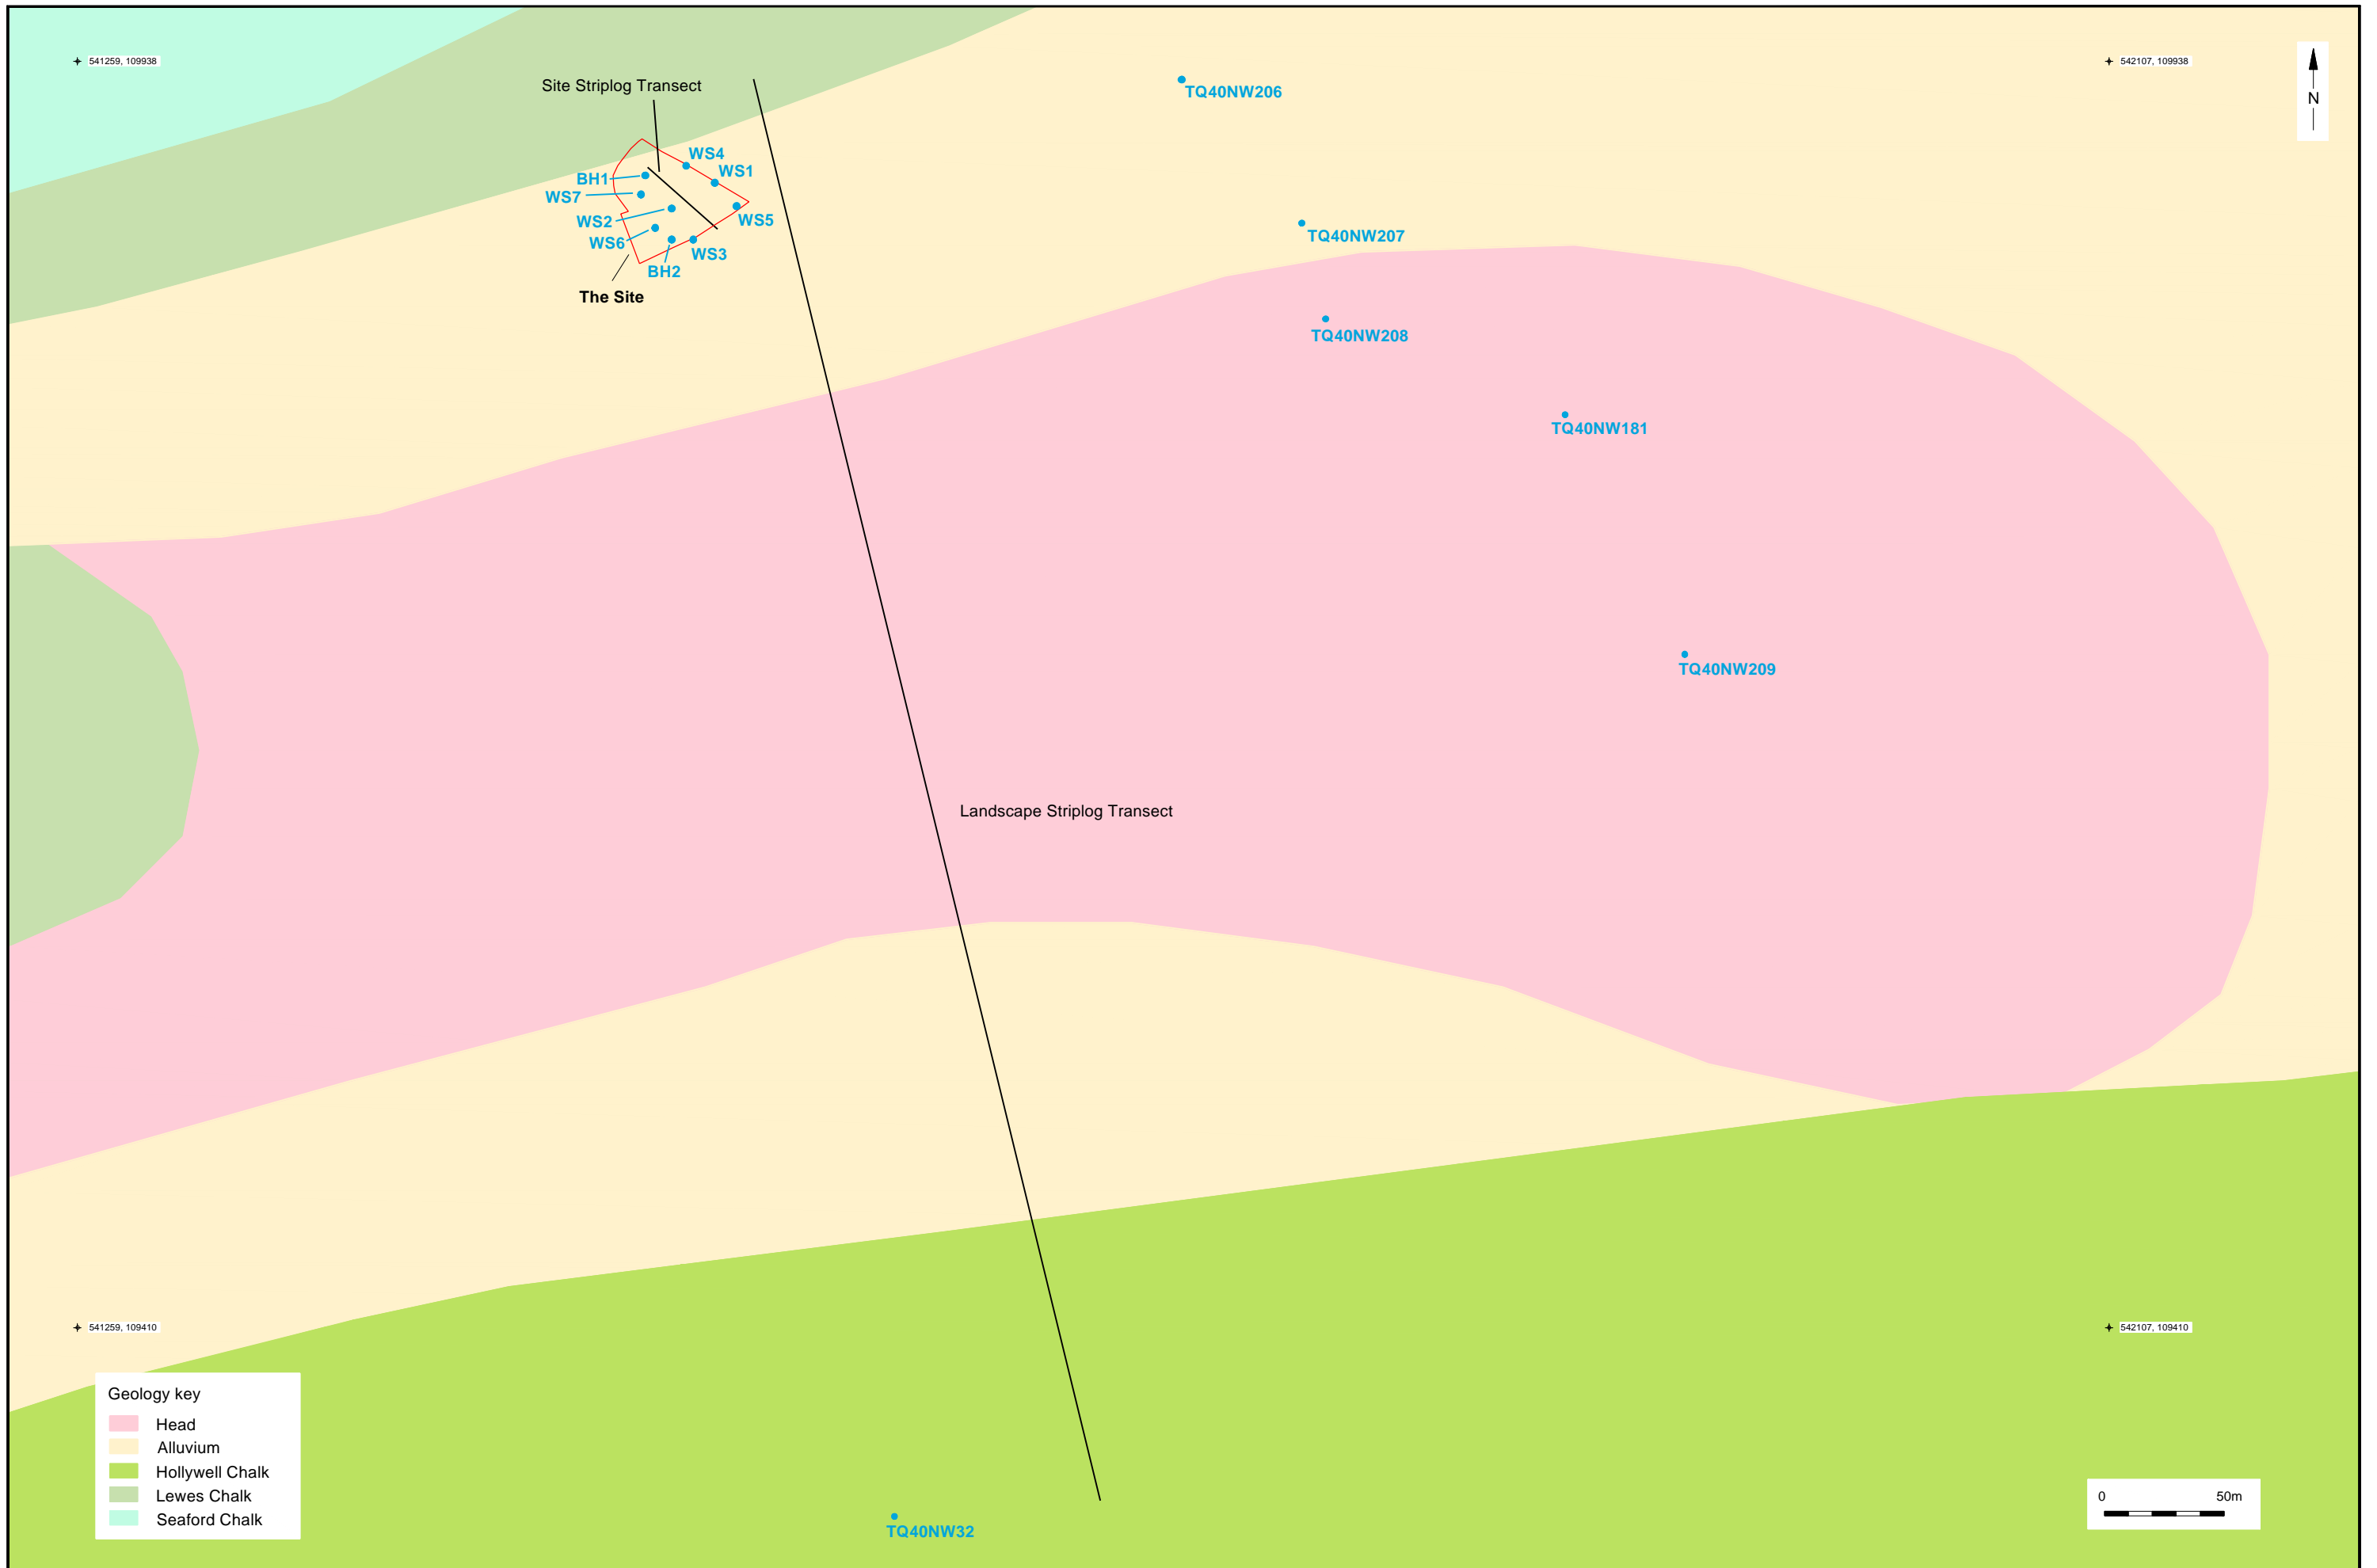 541259, 109938
542107, 109938
N
Site Striplog Transect
TQ40NW206
WS4
WS1
BH1
WS7
WS2
WS5
WS6
WS3
BH2
The Site
TQ40NW207
TQ40NW208
TQ40NW181
TQ40NW209
Landscape Striplog Transect
541259, 109410
542107, 109410
Geology key
Head
Alluvium
Hollywell Chalk
Lewes Chalk
Seaford Chalk
0 50m
TQ40NW32